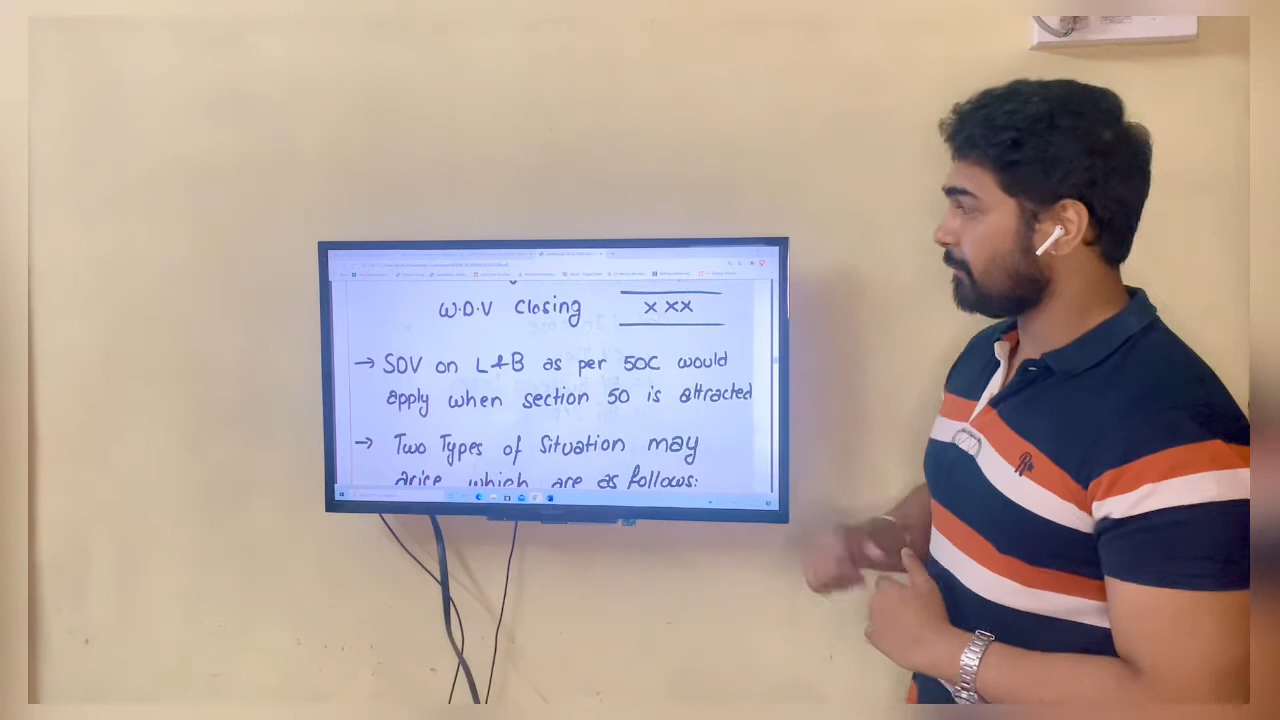 W.D.V Closing XXX
→ SDV on L&B as per 50C would
apply when section 50 is attracted
→ Two Types of Situation may
arise which are as follows: